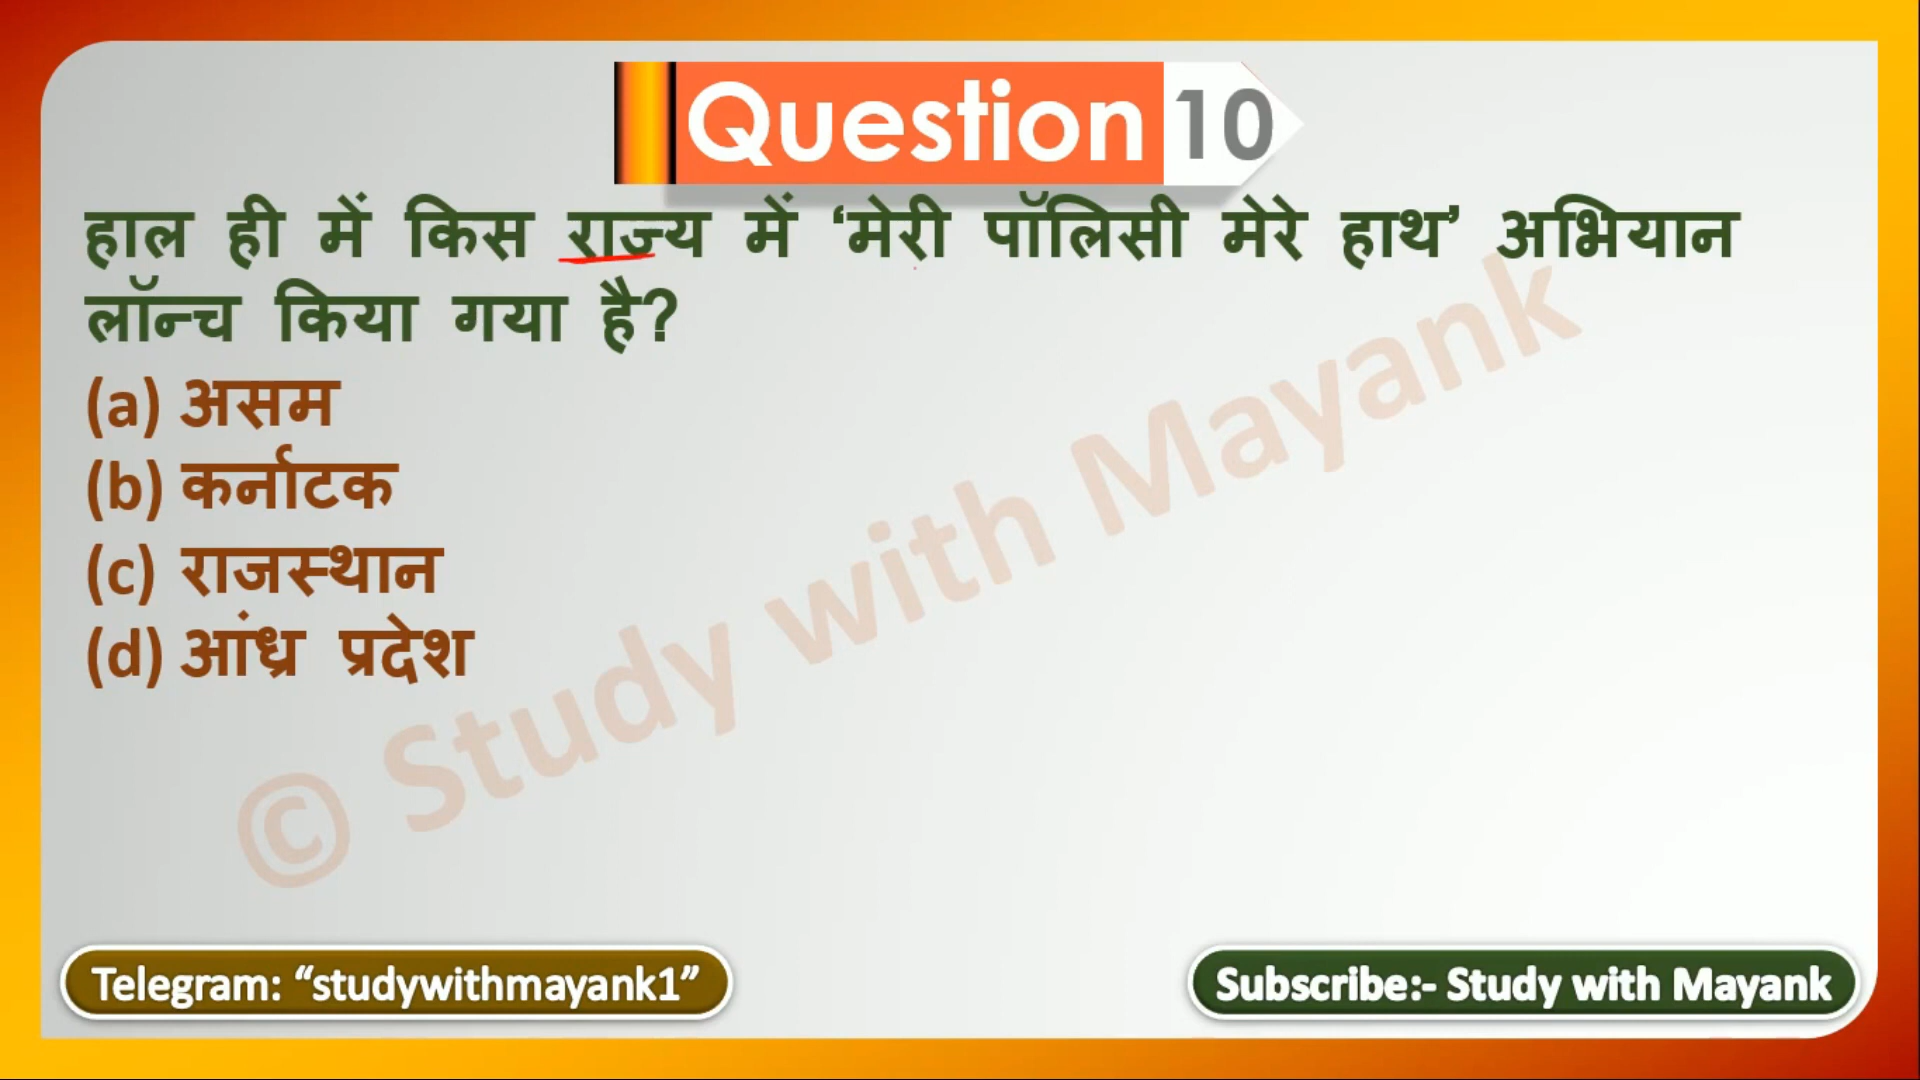 Question 10
हाल ही में किस राज्य में ‘मेरी पॉलिसी मेरे हाथ’ अभियान
लॉन्च किया गया है?
(a) असम
(b) कर्नाटक
(c) राजस्थान
(d) आंध्र प्रदेश
© Study with Mayank
Telegram: “studywithmayank1”
Subscribe:- Study with Mayank